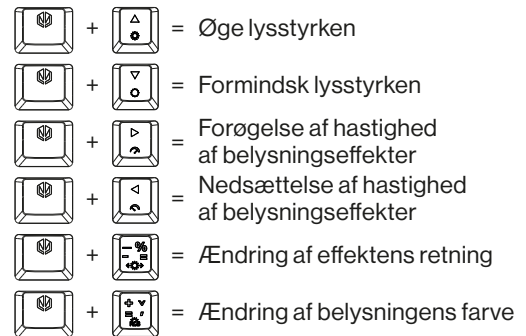 + = Øge lysstyrken
+ = Formindsk lysstyrken
+ = Forøgelse af hastighed
af belysningseffekter
+ = Nedsættelse af hastighed
af belysningseffekter
+ = Ændring af effektens retning
+ = Ændring af belysningens farve